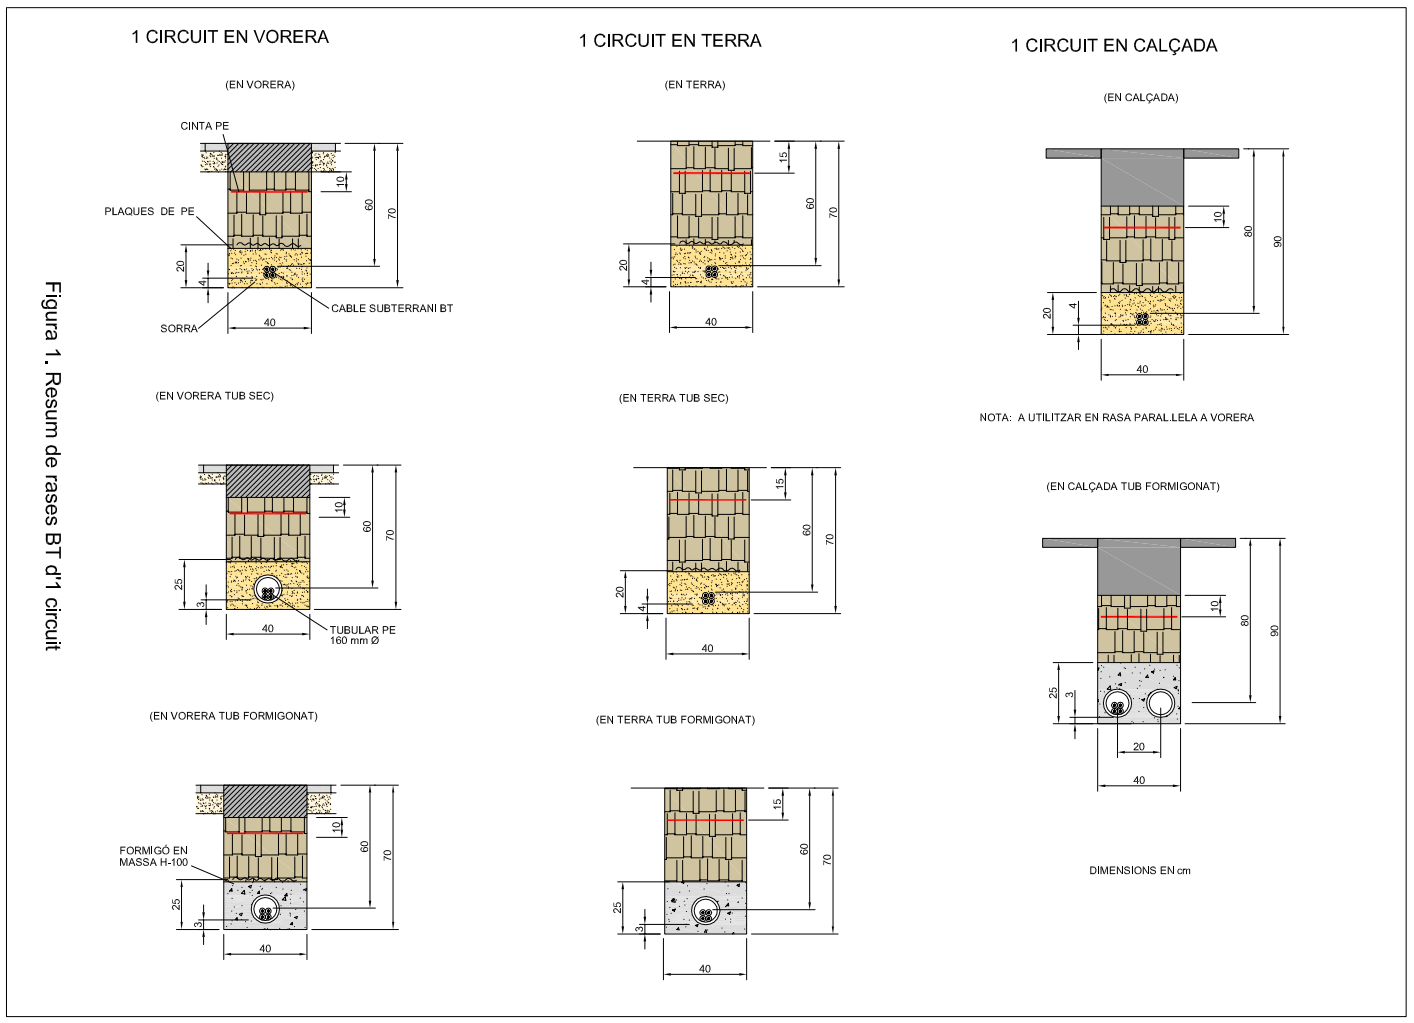 1 CIRCUIT EN VORERA
(EN VORERA)
CINTA PE
PLAQUES DE PE
SORRA
CABLE SUBTERRANI BT
10
60
70
20
4
40
(EN VORERA TUB SEC)
10
60
70
25
3
40
TUBULAR PE
160 mm Ø
(EN VORERA TUB FORMIGONAT)
FORMIGÓ EN
MASSA H-100
10
60
70
25
3
40
1 CIRCUIT EN TERRA
(EN TERRA)
15
60
70
20
4
40
(EN TERRA TUB SEC)
15
60
70
20
4
40
(EN TERRA TUB FORMIGONAT)
15
60
70
25
3
40
1 CIRCUIT EN CALÇADA
(EN CALÇADA)
10
80
90
20
4
40
NOTA: A UTILITZAR EN RASA PARAL.LELA A VORERA
(EN CALÇADA TUB FORMIGONAT)
10
80
90
25
3
20
40
DIMENSIONS EN cm
Figura 1. Resum de rases BT d'1 circuit